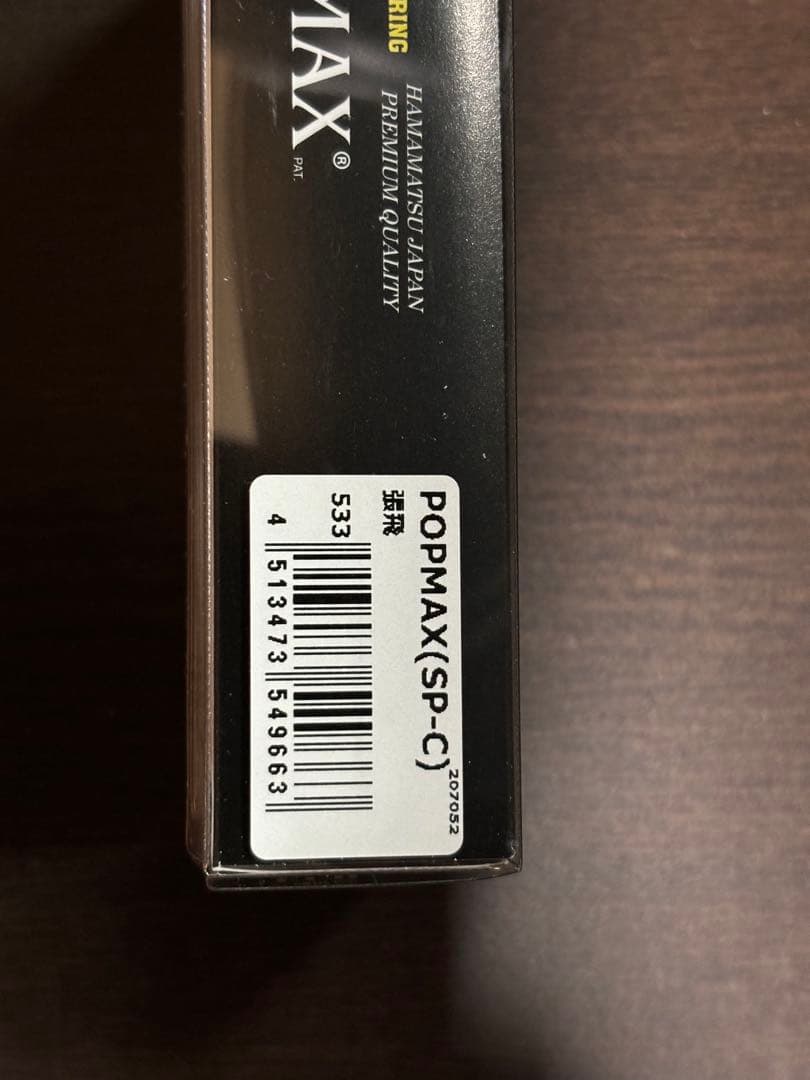 RING
MAX®
PAT.
HAMAMATSU JAPAN
PREMIUM QUALITY
POPMAX(SP-C)
207052
張飛
533
4 513473 549663